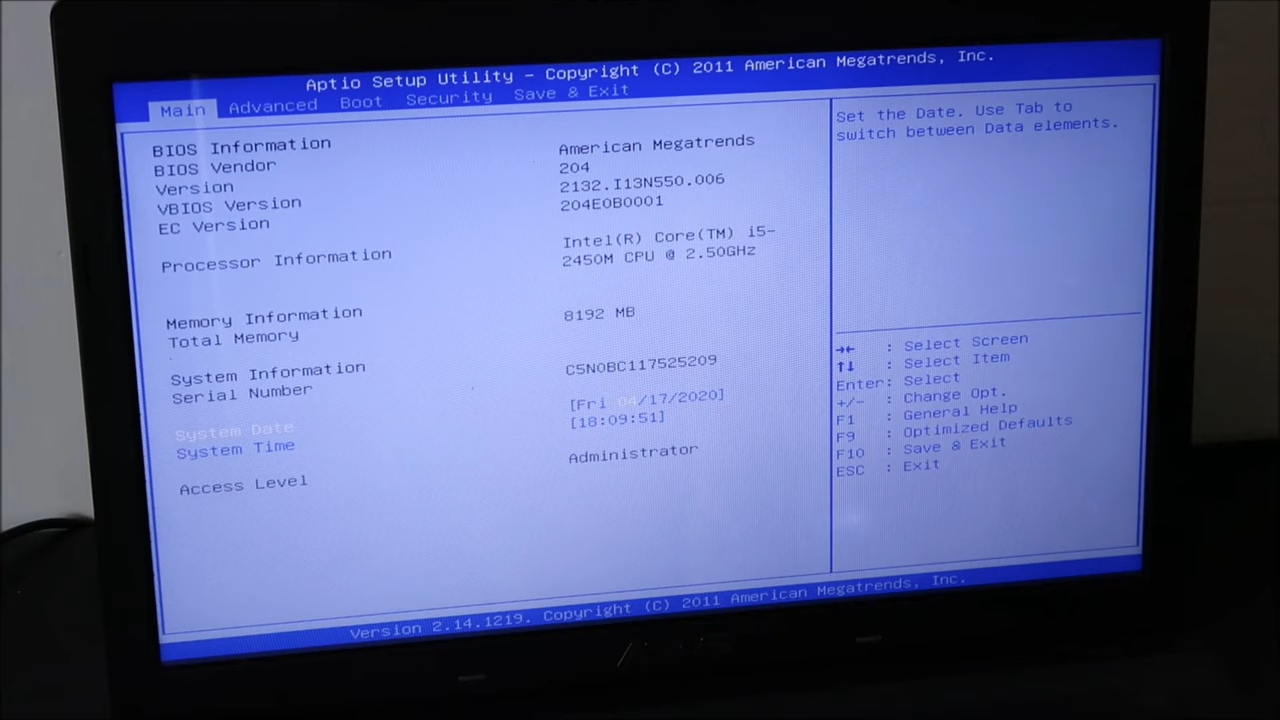 Aptio Setup Utility - Copyright (C) 2011 American Megatrends, Inc.
Main Advanced Boot Security Save & Exit
BIOS Information
BIOS Vendor American Megatrends
Version 204
VBIOS Version 2132.I13N550.006
EC Version 204E0B0001
Processor Information Intel(R) Core(TM) i5-
2450M CPU @ 2.50GHz
Memory Information
Total Memory 8192 MB
System Information
Serial Number C5N0BC117525209
System Date [Fri 04/17/2020]
System Time [18:09:51]
Access Level Administrator
Set the Date. Use Tab to
switch between Data elements.
→← : Select Screen
↑↓ : Select Item
Enter: Select
+/- : Change Opt.
F1 : General Help
F9 : Optimized Defaults
F10 : Save & Exit
ESC : Exit
Version 2.14.1219. Copyright (C) 2011 American Megatrends, Inc.
ASUS